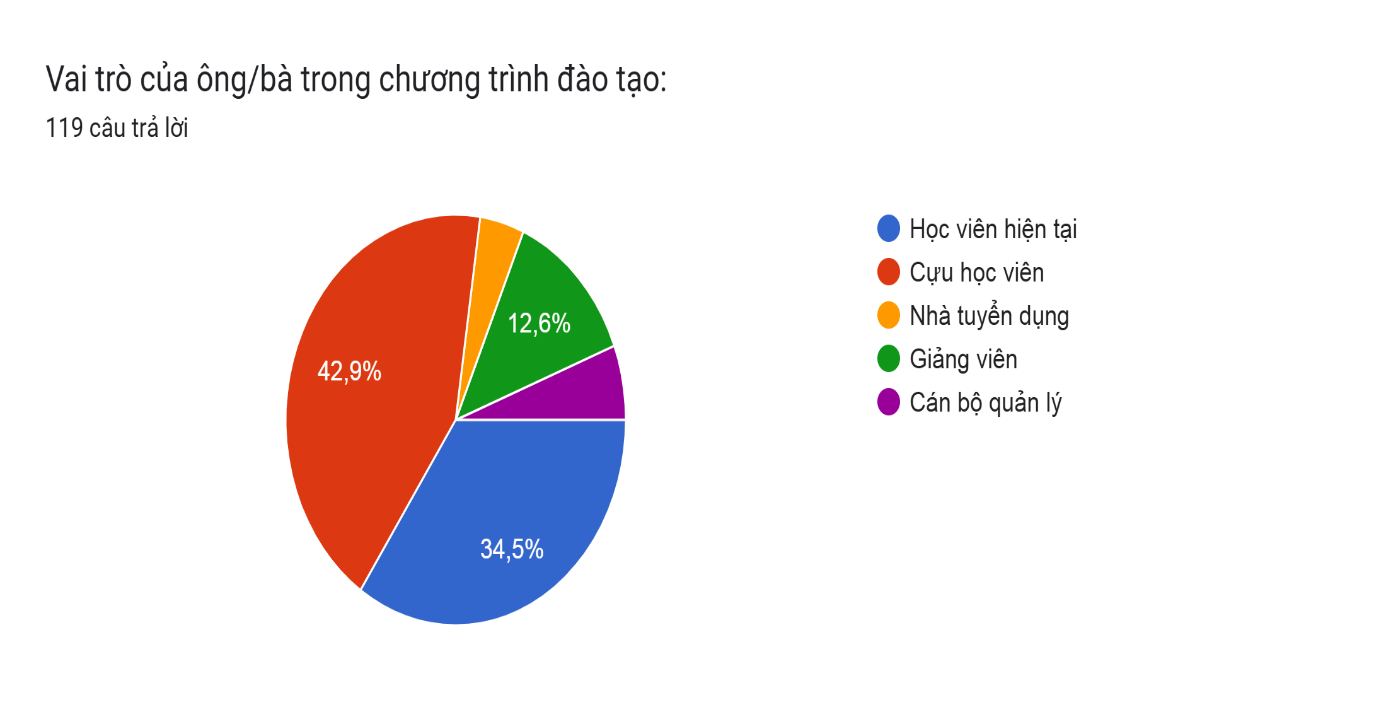 Vai trò của ông/bà trong chương trình đào tạo:
119 câu trả lời
Học viên hiện tại
Cựu học viên
Nhà tuyển dụng
Giảng viên
Cán bộ quản lý
12,6%
42,9%
34,5%